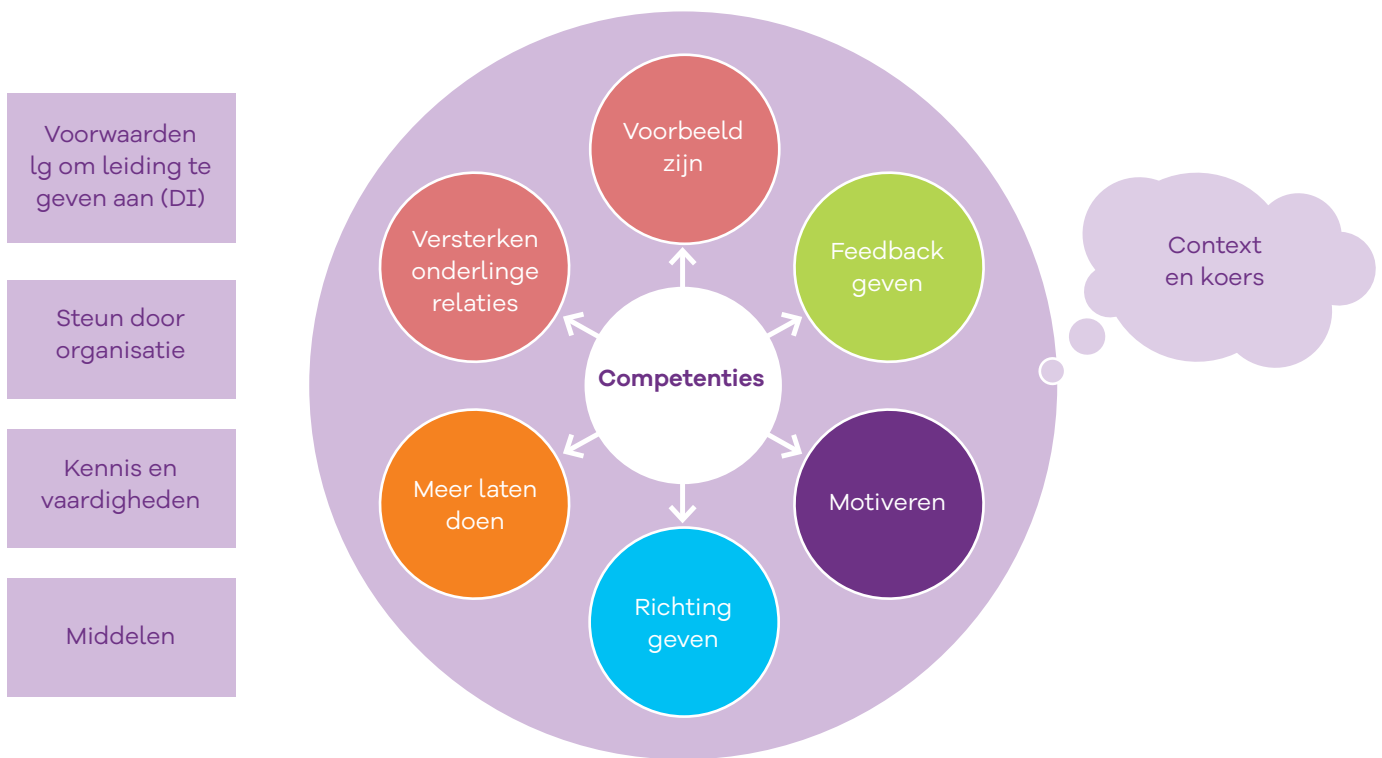 Voorwaarden
lg om leiding te
geven aan (DI)
Steun door
organisatie
Kennis en
vaardigheden
Middelen
Voorbeeld
zijn
Versterken
onderlinge
relaties
Feedback
geven
Competenties
Meer laten
doen
Motiveren
Richting
geven
Context
en koers